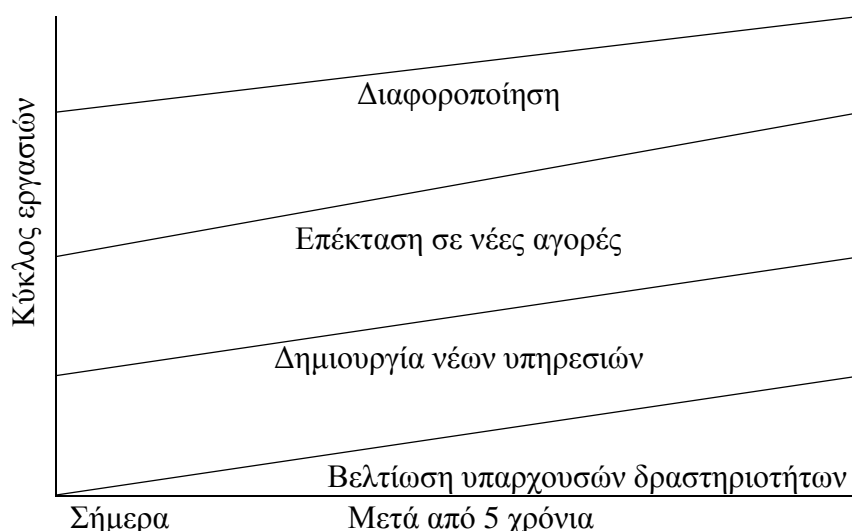 Διαφοροποίηση
Κύκλος εργασιών
Επέκταση σε νέες αγορές
Δημιουργία νέων υπηρεσιών
Βελτίωση υπαρχουσών δραστηριοτήτων
Σήμερα Μετά από 5 χρόνια